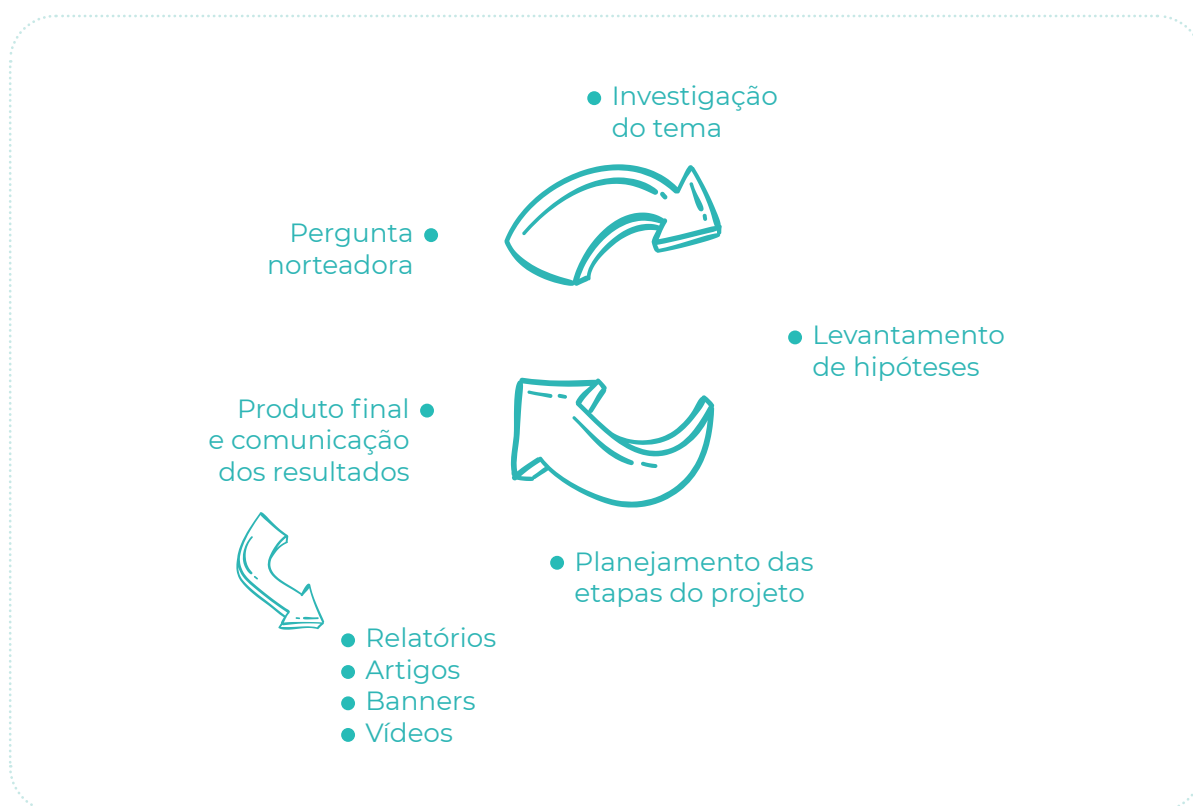 Investigação
do tema
Pergunta
norteadora
Levantamento
de hipóteses
Produto final
e comunicação
dos resultados
Planejamento das
etapas do projeto
Relatórios
Artigos
Banners
Vídeos